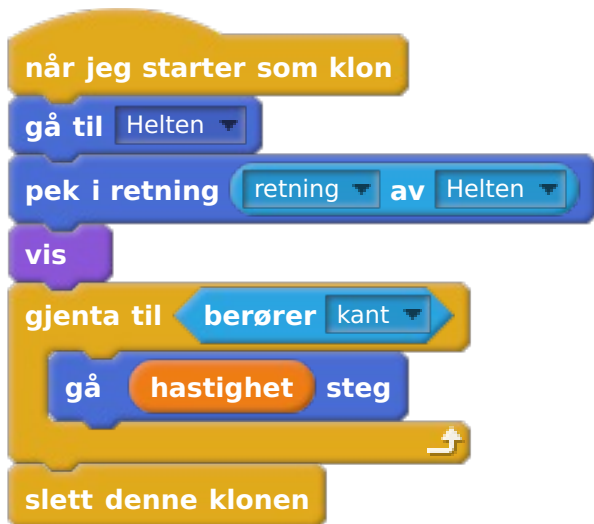 når jeg starter som klon
gå til Helten
pek i retning retning av Helten
vis
gjenta til berører kant
gå hastighet steg
slett denne klonen